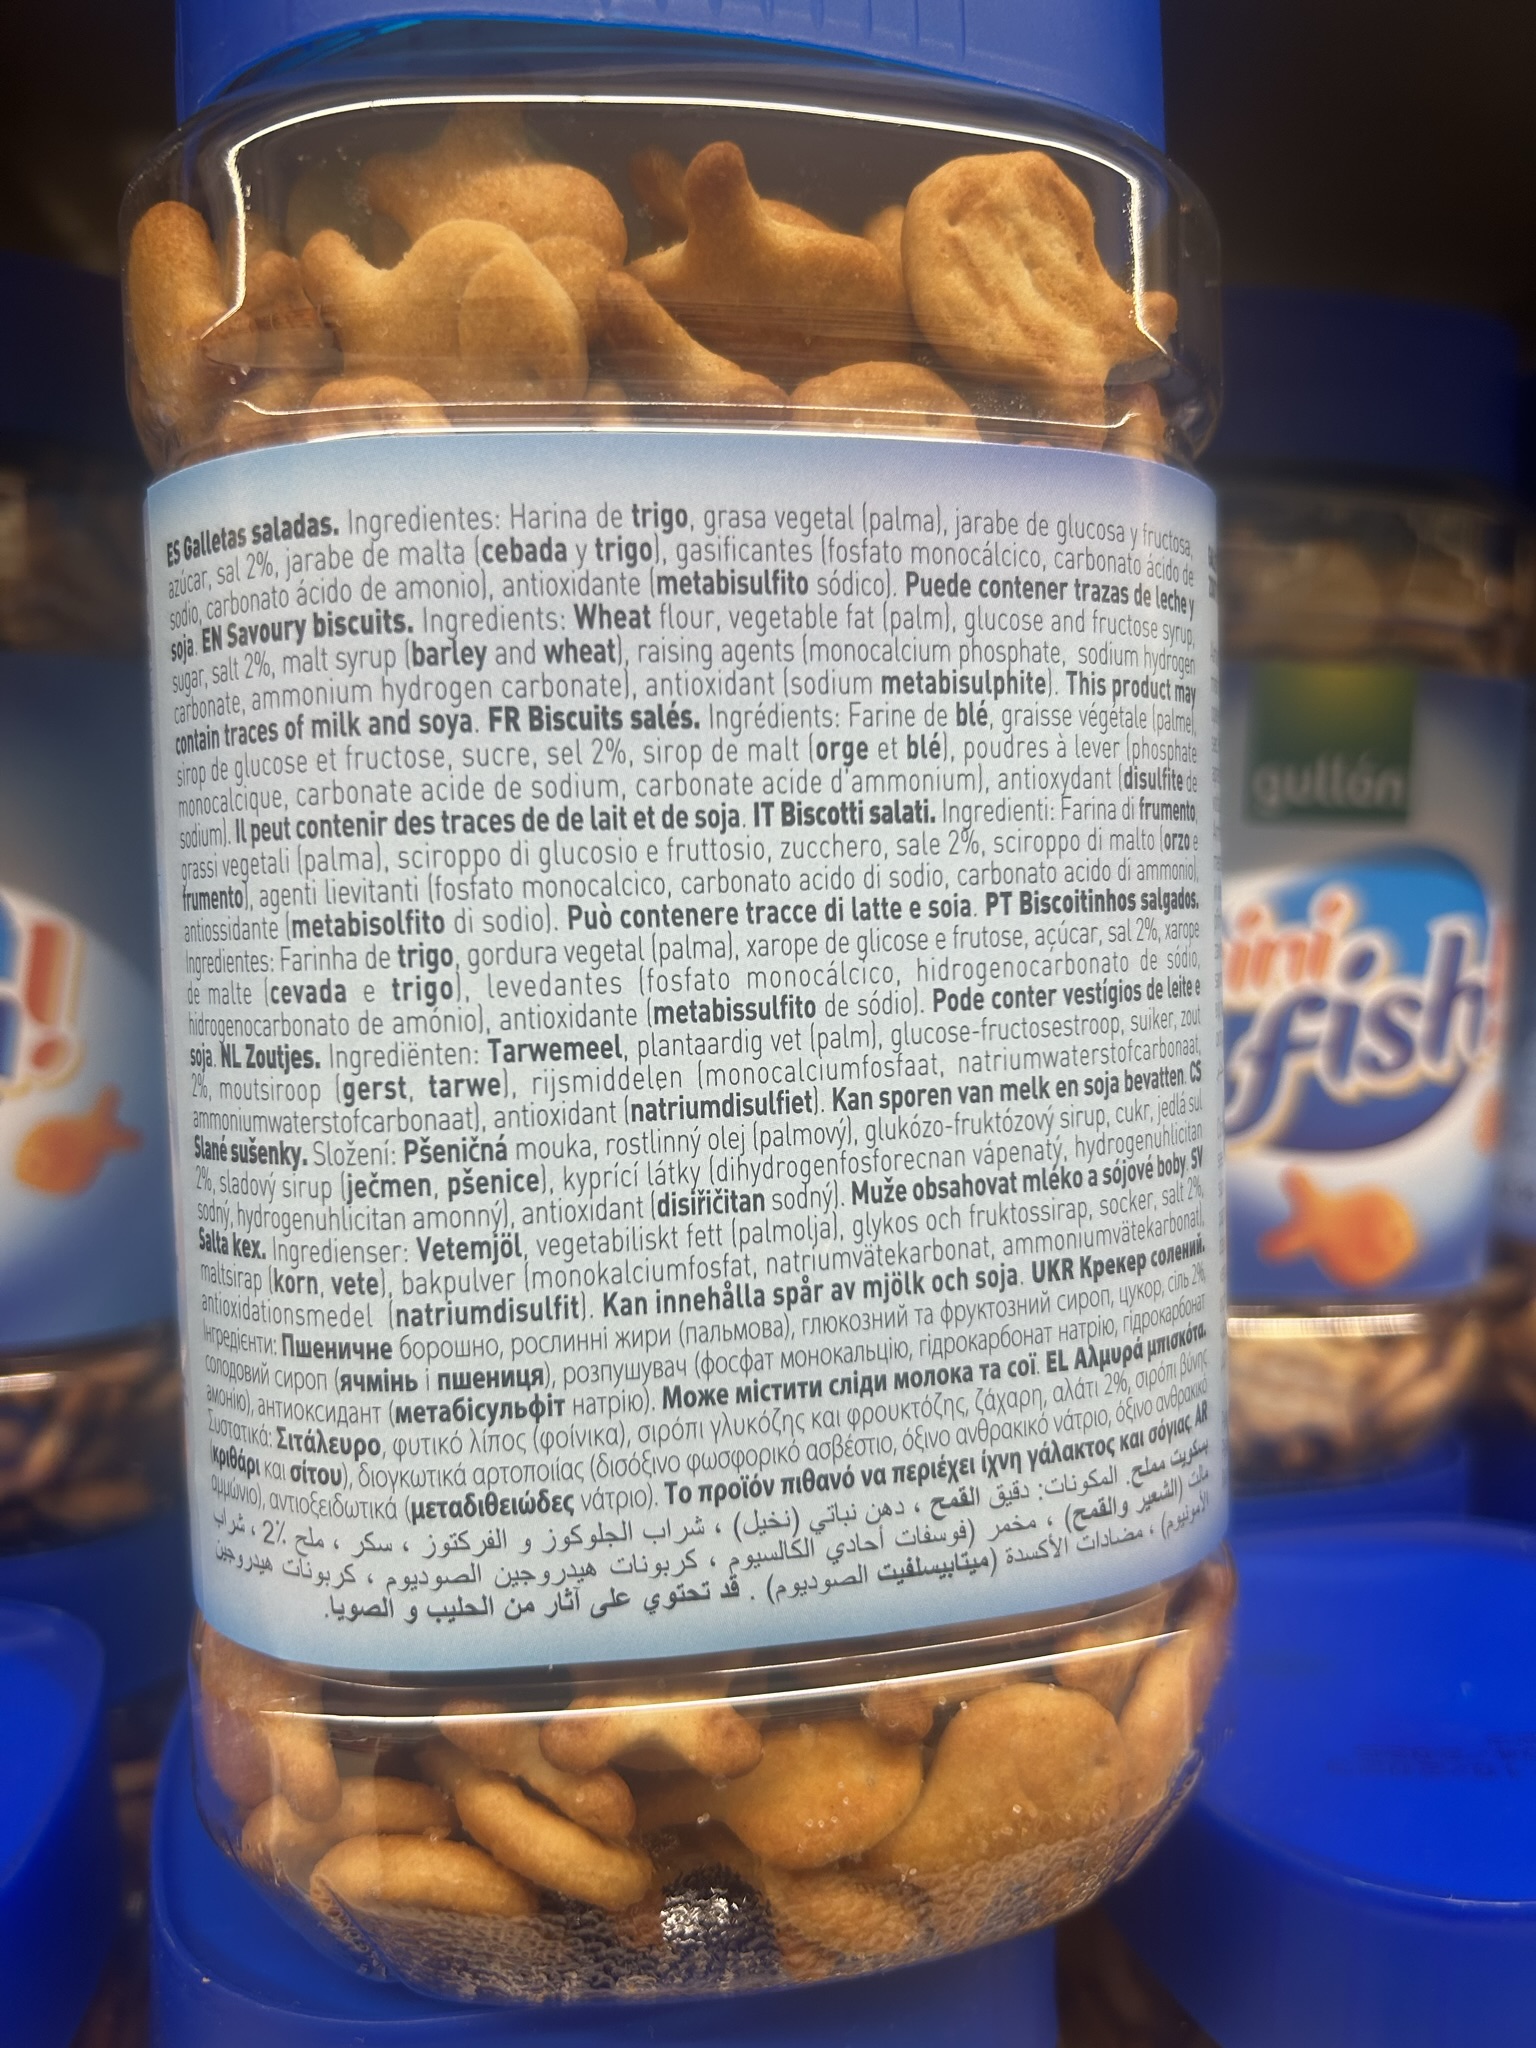 ES Galletas saladas. Ingredientes: Harina de trigo, grasa vegetal (palma), jarabe de glucosa y fructosa,
azúcar, sal 2%, jarabe de malta (cebada y trigo), gasificantes (fosfato monocálcico, carbonato ácido de
sodio, carbonato ácido de amonio), antioxidante (metabisulfito sódico). Puede contener trazas de leche y
soja. EN Savoury biscuits. Ingredients: Wheat flour, vegetable fat (palm), glucose and fructose syrup,
sugar, salt 2%, malt syrup (barley and wheat), raising agents (monocalcium phosphate, sodium hydrogen
carbonate, ammonium hydrogen carbonate), antioxidant (sodium metabisulphite). This product may
contain traces of milk and soya. FR Biscuits salés. Ingrédients: Farine de blé, graisse végétale (palme),
sirop de glucose et fructose, sucre, sel 2%, sirop de malt (orge et blé), poudres à lever (phosphate
monocalcique, carbonate acide de sodium, carbonate acide d'ammonium), antioxydant (disulfite de
sodium). Il peut contenir des traces de de lait et de soja. IT Biscotti salati. Ingredienti: Farina di frumento,
grassi vegetali (palma), sciroppo di glucosio e fruttosio, zucchero, sale 2%, sciroppo di malto (orzo e
frumento), agenti lievitanti (fosfato monocalcico, carbonato acido di sodio, carbonato acido di ammonio),
antiossidante (metabisolfito di sodio). Può contenere tracce di latte e soia. PT Biscoitinhos salgados.
Ingredientes: Farinha de trigo, gordura vegetal (palma), xarope de glicose e frutose, açúcar, sal 2%, xarope
de malte (cevada e trigo), levedantes (fosfato monocálcico, hidrogenocarbonato de sódio,
hidrogenocarbonato de amónio), antioxidante (metabissulfito de sódio). Pode conter vestígios de leite e
soja. NL Zoutjes. Ingrediënten: Tarwemeel, plantaardig vet (palm), glucose-fructosestroop, suiker, zout
2%, moutsiroop (gerst, tarwe), rijsmiddelen (monocalciumfosfaat, natriumwaterstofcarbonaat,
ammoniumwaterstofcarbonaat), antioxidant (natriumdisulfiet). Kan sporen van melk en soja bevatten. CS
Slané sušenky. Složení: Pšeničná mouka, rostlinný olej (palmový), glukózo-fruktózový sirup, cukr, jedlá sul
2%, sladový sirup (ječmen, pšenice), kyprící látky (dihydrogenfosforecnan vápenatý, hydrogenuhlicitan
sodný, hydrogenuhlicitan amonný), antioxidant (disiřičitan sodný). Muže obsahovat mléko a sójové boby. SV
Salta kex. Ingredienser: Vetemjöl, vegetabiliskt fett (palmolja), glykos och fruktossirap, socker, salt 2%,
maltsirap (korn, vete), bakpulver (monokalciumfosfat, natriumvätekarbonat, ammoniumvätekarbonat),
antioxidationsmedel (natriumdisulfit). Kan innehålla spår av mjölk och soja. UKR Крекер солений.
Інгредієнти: Пшеничне борошно, рослинні жири (пальмова), глюкозний та фруктозний сироп, цукор, сіль 2%,
солодовий сироп (ячмінь і пшениця), розпушувач (фосфат монокальцію, гідрокарбонат натрію, гідрокарбонат
амонію), антиоксидант (метабісульфіт натрію). Може містити сліди молока та сої. EL Αλμυρά μπισκότα.
Συστατικά: Σιτάλευρο, φυτικό λίπος (φοίνικα), σιρόπι γλυκόζης και φρουκτόζης, ζάχαρη, αλάτι 2%, σιρόπι βύνης
(κριθάρι και σίτου), διογκωτικά αρτοποιίας (δισόξινο φωσφορικό ασβέστιο, όξινο ανθρακικό νάτριο, όξινο ανθρακικό
αμμώνιο), αντιοξειδωτικά (μεταδιθειώδες νάτριο). Το προϊόν πιθανό να περιέχει ίχνη γάλακτος και σόγιας. AR
بسكويت مملح. المكونات: دقيق القمح ، دهن نباتي (نخيل) ، شراب الجلوكوز و الفركتوز ، سكر ، ملح 2٪ ، شراب
مالت (الشعير والقمح) ، مخمر (فوسفات أحادي الكالسيوم ، كربونات هيدروجين الصوديوم ، كربونات هيدروجين
الأمونيوم) ، مضادات الأكسدة (ميتابيسلفيت الصوديوم) . قد تحتوي على آثار من الحليب و الصويا.
gullón
ini
fish!